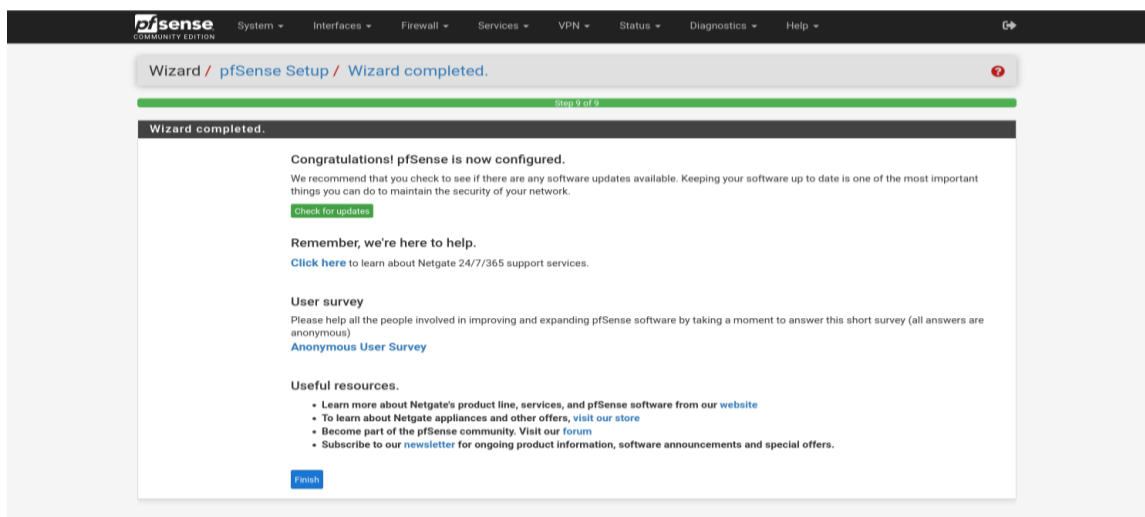 pfsense System Interfaces Firewall Services VPN Status Diagnostics Help
COMMUNITY EDITION
Wizard / pfSense Setup / Wizard completed.
Step 9 of 9
Wizard completed.
Congratulations! pfSense is now configured.
We recommend that you check to see if there are any software updates available. Keeping your software up to date is one of the most important
things you can do to maintain the security of your network.
Check for updates
Remember, we're here to help.
Click here to learn about Netgate 24/7/365 support services.
User survey
Please help all the people involved in improving and expanding pfSense software by taking a moment to answer this short survey (all answers are
anonymous)
Anonymous User Survey
Useful resources.
• Learn more about Netgate's product line, services, and pfSense software from our website
• To learn about Netgate appliances and other offers, visit our store
• Become part of the pfSense community. Visit our forum
• Subscribe to our newsletter for ongoing product information, software announcements and special offers.
Finish